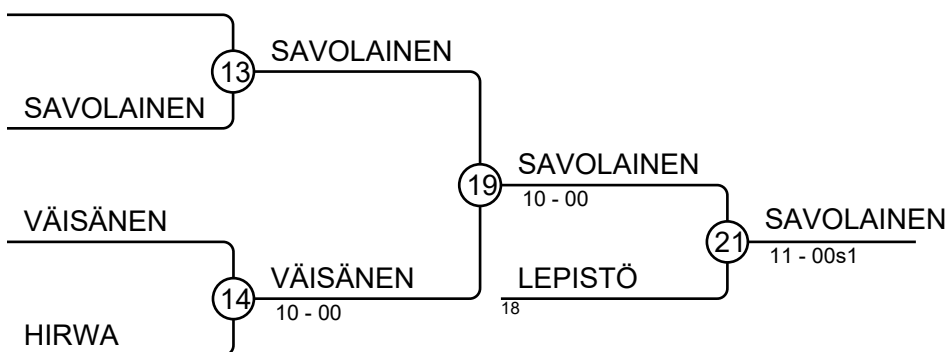 SAVOLAINEN
13
SAVOLAINEN
SAVOLAINEN
19
10 - 00
VÄISÄNEN
SAVOLAINEN
21
11 - 00s1
VÄISÄNEN
LEPISTÖ
14
10 - 00
18
HIRWA